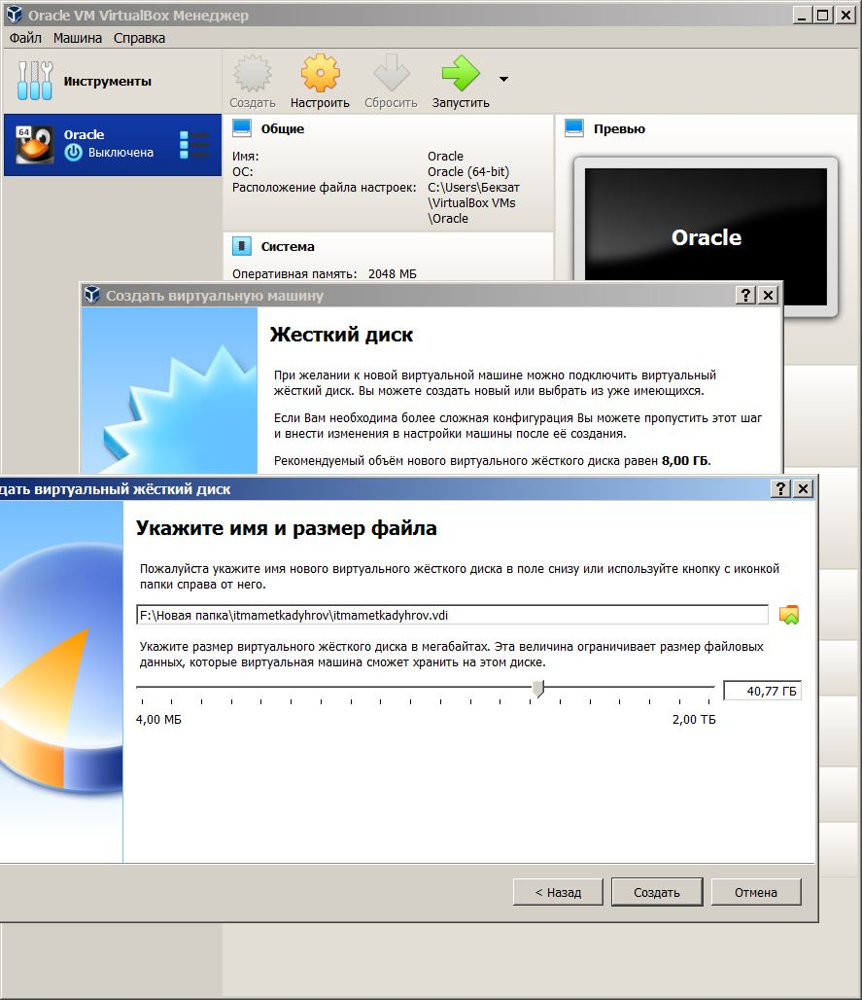 Oracle VM VirtualBox Менеджер
Файл Машина Справка
Инструменты
Создать Настроить Сбросить Запустить
64
Oracle
Выключена
Общие
Имя: Oracle
ОС: Oracle (64-bit)
Расположение файла настроек: C:\Users\Бекзат
\VirtualBox VMs
\Oracle
Превью
Oracle
Система
Оперативная память: 2048 МБ
Создать виртуальную машину
Жесткий диск
При желании к новой виртуальной машине можно подключить виртуальный
жёсткий диск. Вы можете создать новый или выбрать из уже имеющихся.
Если Вам необходима более сложная конфигурация Вы можете пропустить этот шаг
и внести изменения в настройки машины после её создания.
Рекомендуемый объём нового виртуального жёсткого диска равен 8,00 ГБ.
дать виртуальный жёсткий диск
Укажите имя и размер файла
Пожалуйста укажите имя нового виртуального жёсткого диска в поле снизу или используйте кнопку с иконкой
папки справа от него.
F:\Новая папка\itmametkadyhrov\itmametkadyhrov.vdi
Укажите размер виртуального жёсткого диска в мегабайтах. Эта величина ограничивает размер файловых
данных, которые виртуальная машина сможет хранить на этом диске.
40,77 ГБ
4,00 МБ 2,00 ТБ
< Назад Создать Отмена